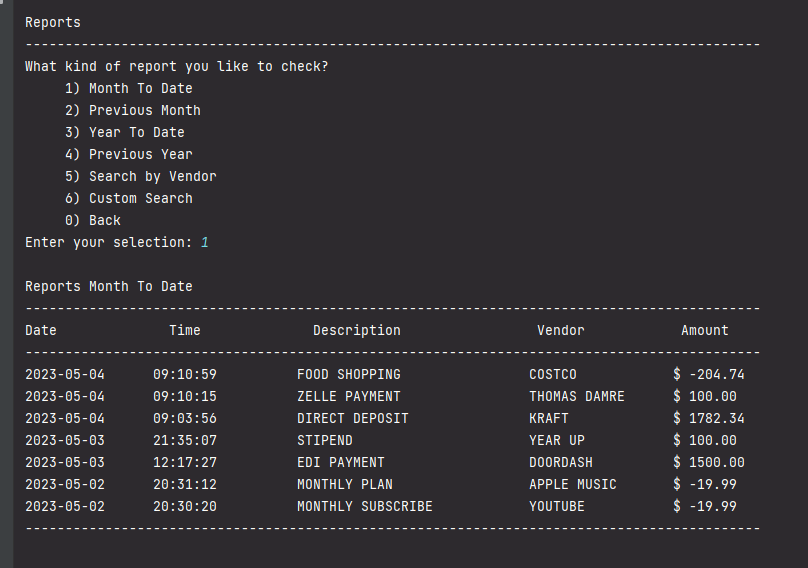 Reports
--------------------------------------------------------------------------------------------
What kind of report you like to check?
     1) Month To Date
     2) Previous Month
     3) Year To Date
     4) Previous Year
     5) Search by Vendor
     6) Custom Search
     0) Back
Enter your selection: 1

Reports Month To Date
--------------------------------------------------------------------------------------------
Date              Time              Description                 Vendor            Amount
--------------------------------------------------------------------------------------------
2023-05-04      09:10:59          FOOD SHOPPING                COSTCO            $ -204.74
2023-05-04      09:10:15          ZELLE PAYMENT                THOMAS DAMRE      $ 100.00
2023-05-04      09:03:56          DIRECT DEPOSIT               KRAFT             $ 1782.34
2023-05-03      21:35:07          STIPEND                      YEAR UP           $ 100.00
2023-05-03      12:17:27          EDI PAYMENT                  DOORDASH          $ 1500.00
2023-05-02      20:31:12          MONTHLY PLAN                 APPLE MUSIC       $ -19.99
2023-05-02      20:30:20          MONTHLY SUBSCRIBE            YOUTUBE           $ -19.99
--------------------------------------------------------------------------------------------